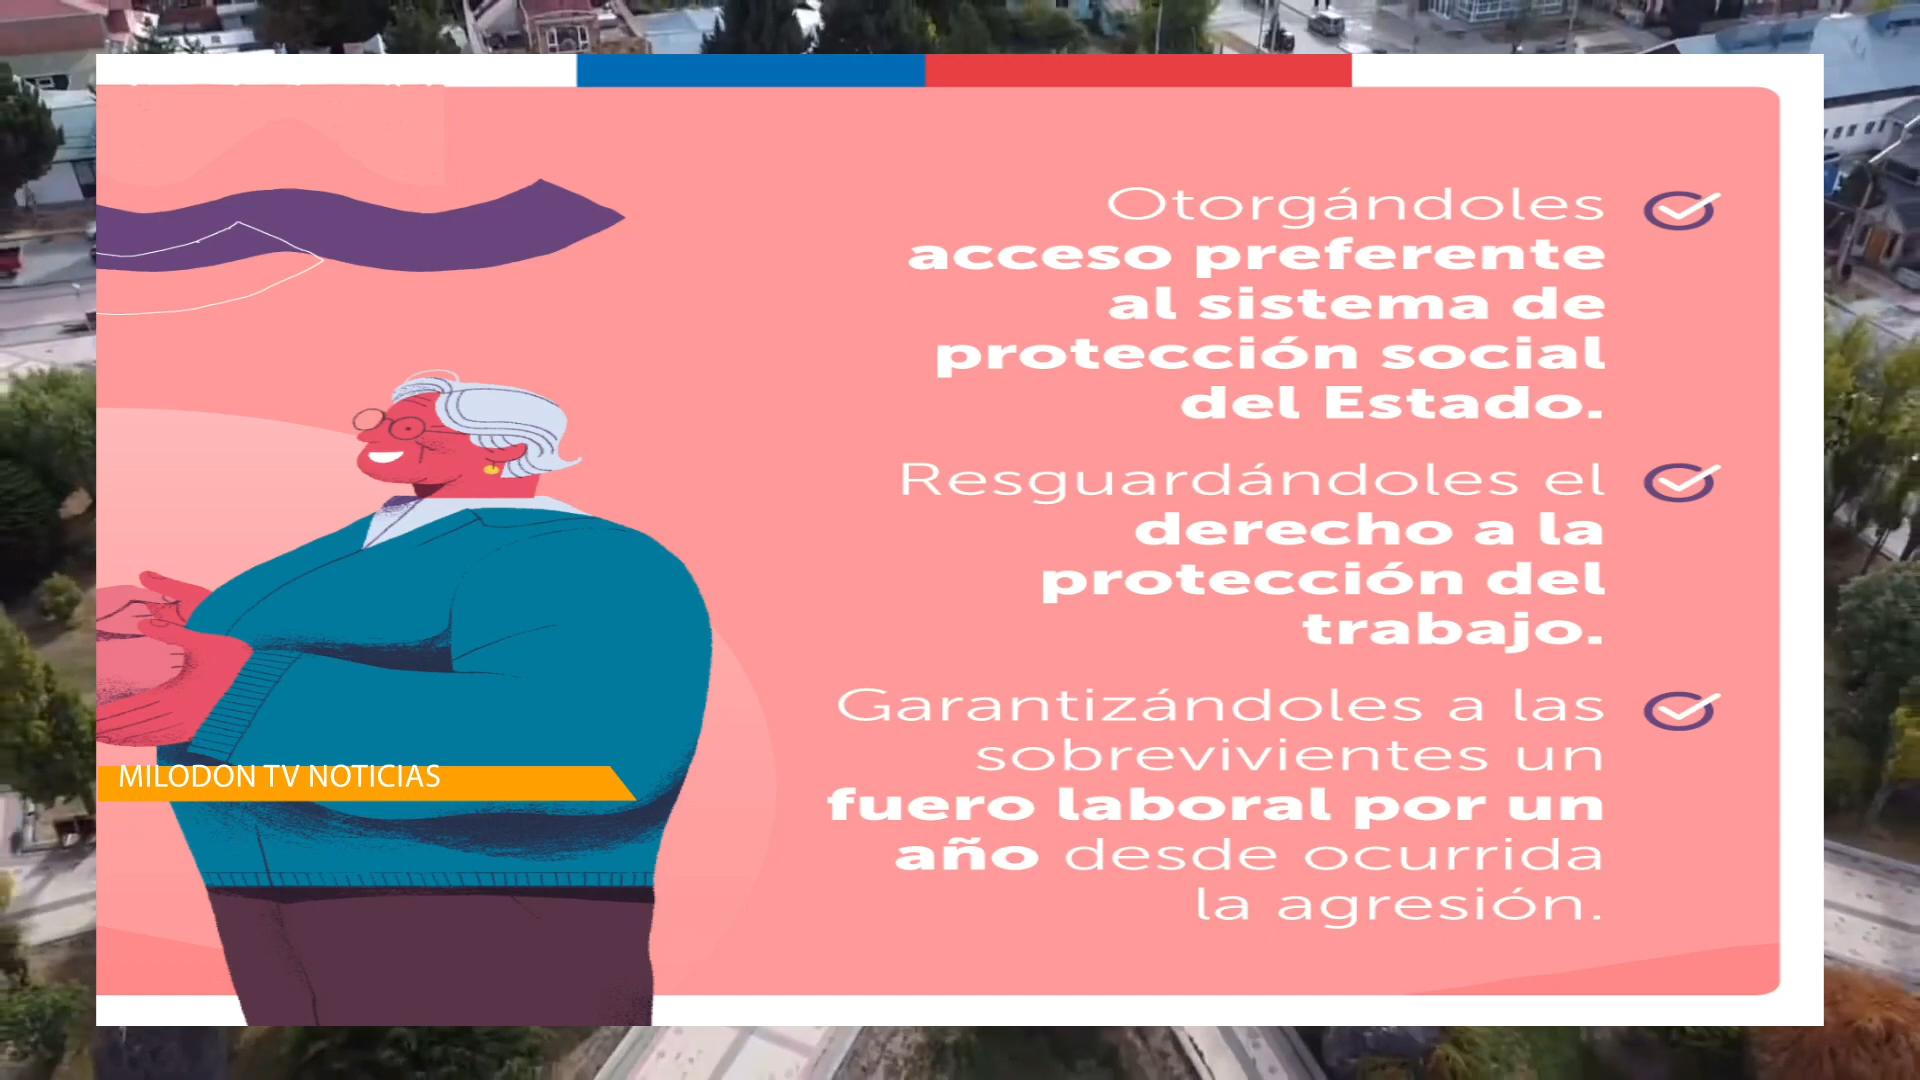 Otorgándoles
acceso preferente
al sistema de
protección social
del Estado.
Resguardándoles el
derecho a la
protección del
trabajo.
Garantizándoles a las
sobrevivientes un
fuero laboral por un
año desde ocurrida
la agresión.
MILODON TV NOTICIAS